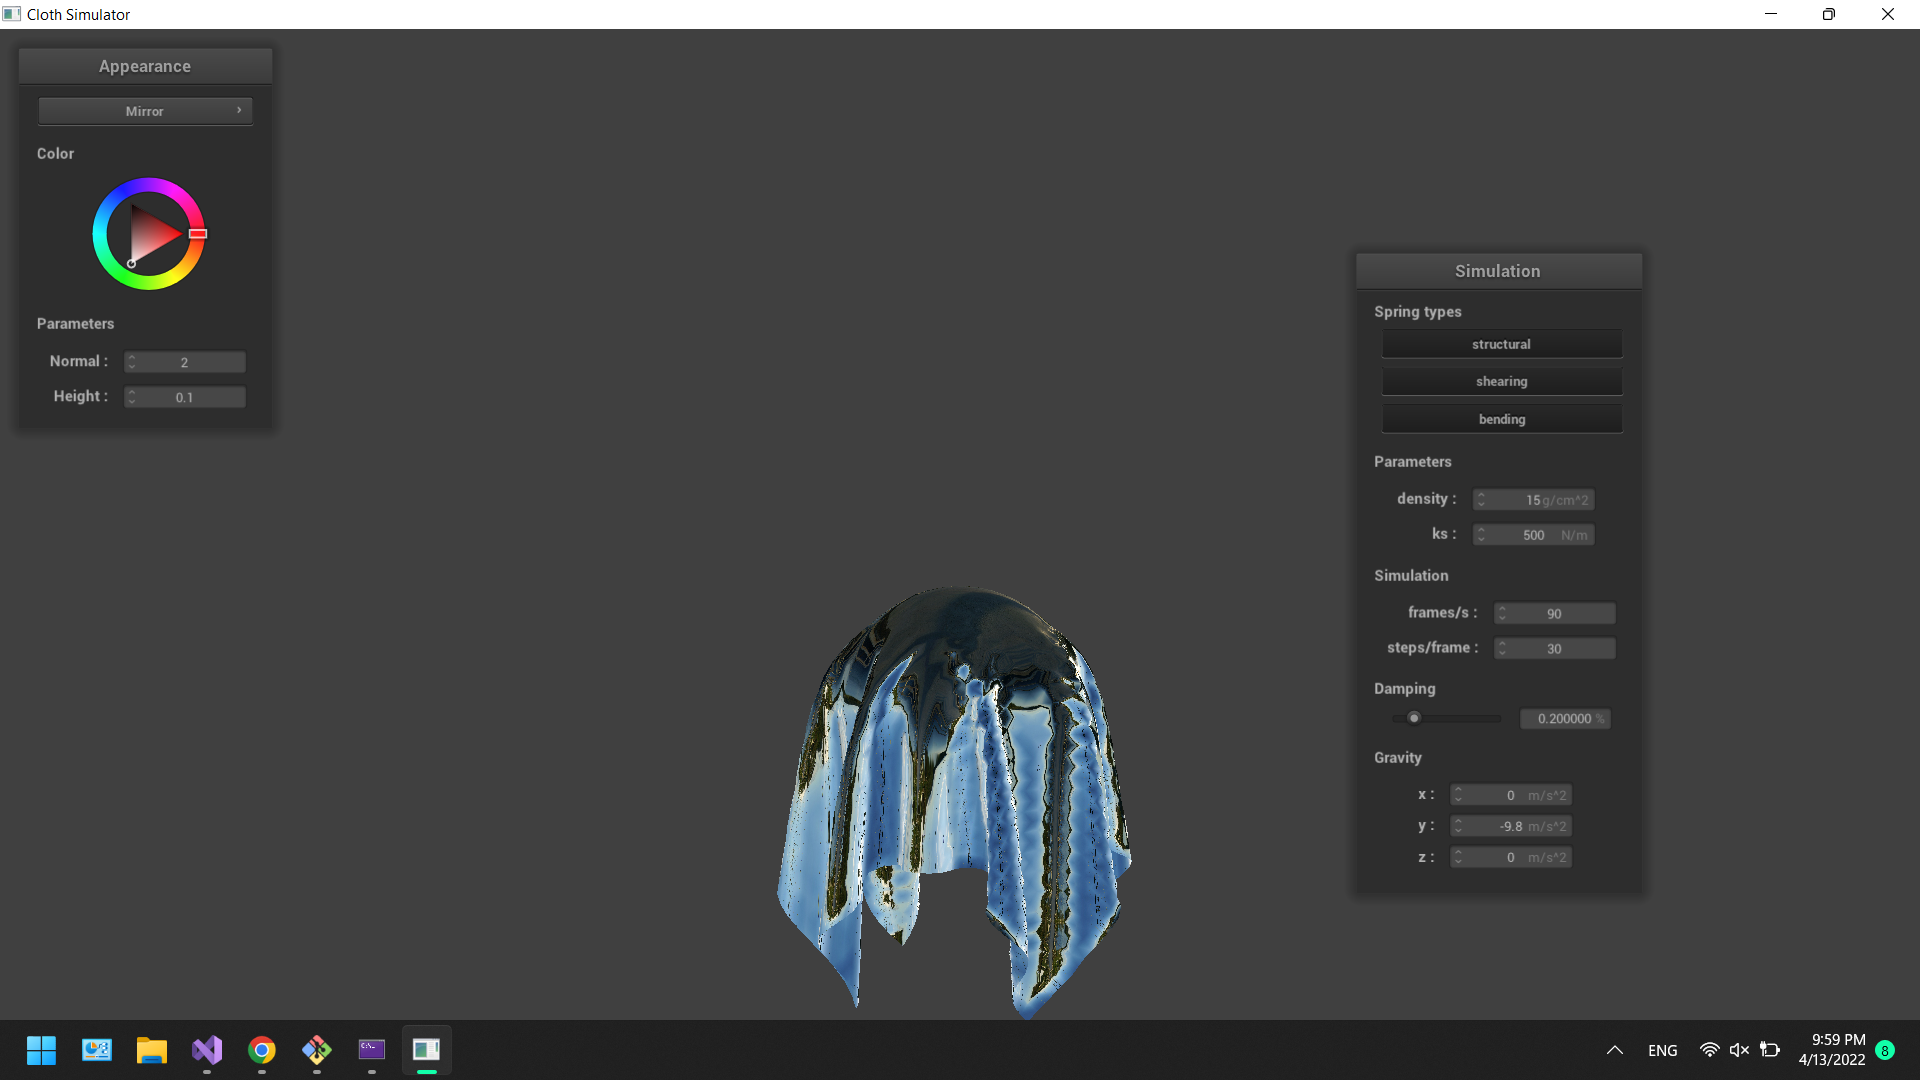 Cloth Simulator
Appearance
Mirror
Color
Parameters
Normal : 2
Height : 0.1
Simulation
Spring types
structural
shearing
bending
Parameters
density : 15 g/cm^2
ks : 500 N/m
Simulation
frames/s : 90
steps/frame : 30
Damping
0.200000 %
Gravity
x : 0 m/s^2
y : -9.8 m/s^2
z : 0 m/s^2
ENG
9:59 PM
4/13/2022
8